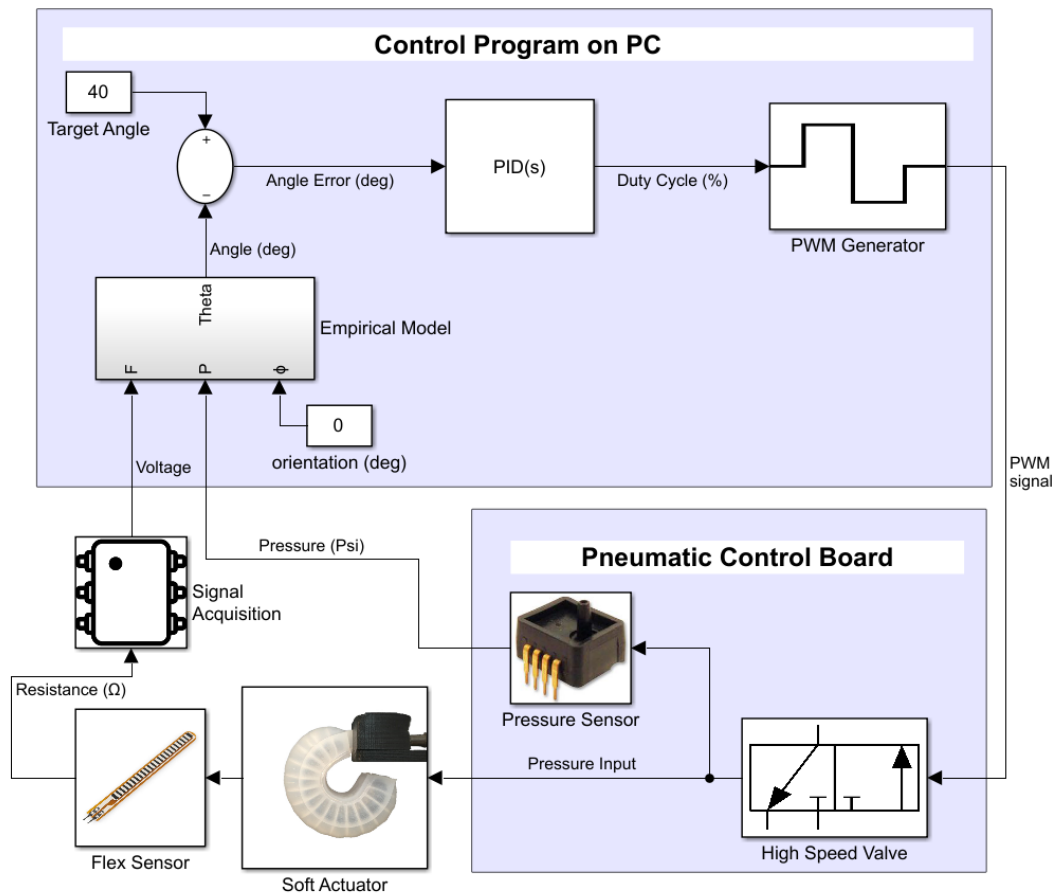 Control Program on PC
40
Target Angle
+
−
Angle Error (deg)
PID(s)
Duty Cycle (%)
PWM Generator
Angle (deg)
Theta
F
P
ϕ
Empirical Model
0
orientation (deg)
Voltage
PWM
signal
Pressure (Psi)
Signal
Acquisition
Pneumatic Control Board
Pressure Sensor
Resistance (Ω)
Pressure Input
Flex Sensor
Soft Actuator
High Speed Valve